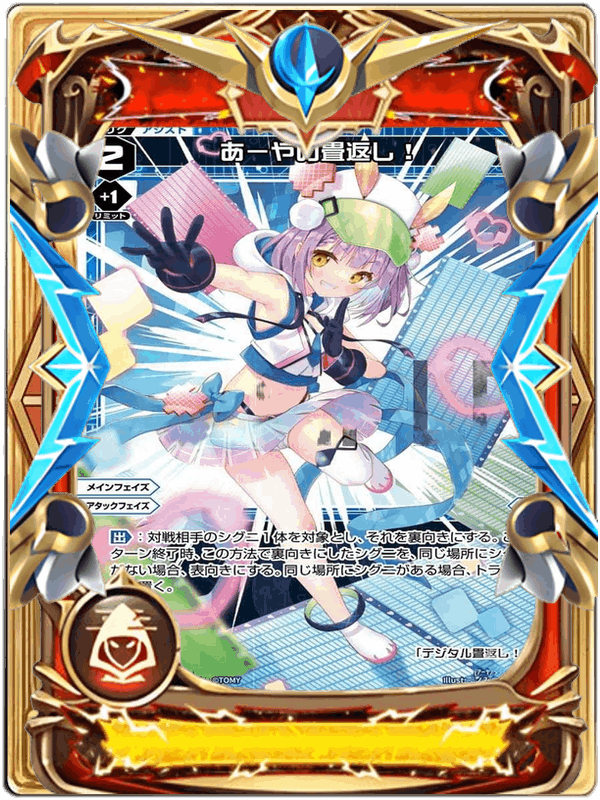 アシスト
2
あーやの畳返し！
+1
リミット
メインフェイズ
アタックフェイズ
出：対戦相手のシグニ１体を対象とし、それを裏向きにする。
ターン終了時、この方法で裏向きにしたシグニを、同じ場所にシ
ない場合、表向きにする。同じ場所にシグニがある場合、トラ
置く。
「デジタル畳返し！
©TOMY
Illust: